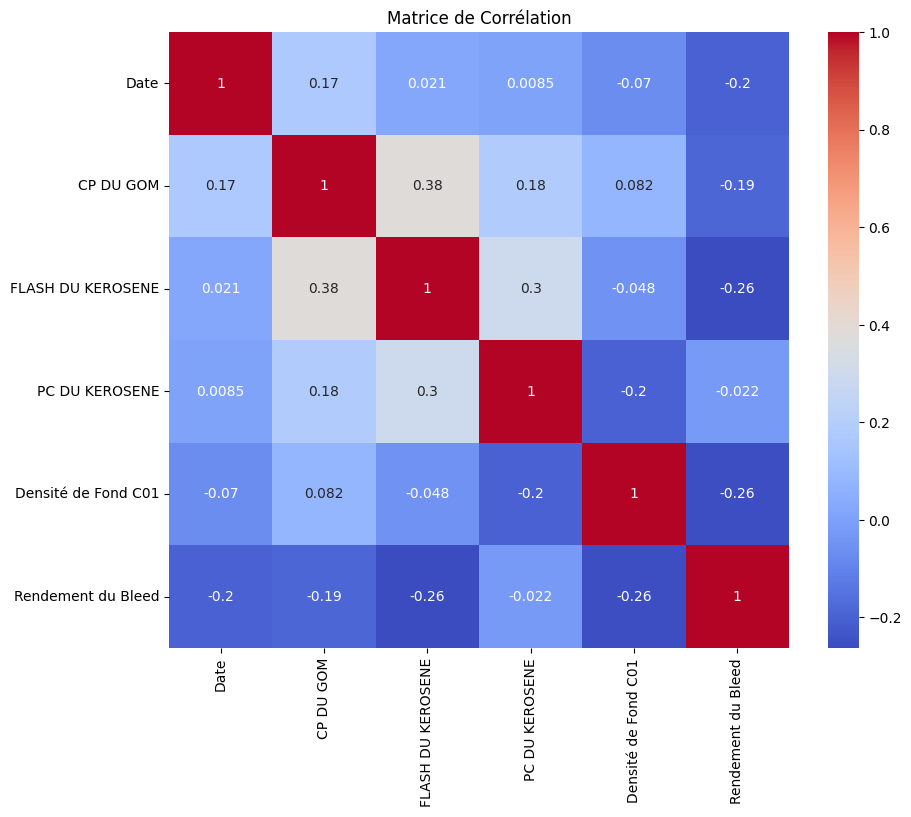 Matrice de Corrélation
Date 1 0.17 0.021 0.0085 -0.07 -0.2
CP DU GOM 0.17 1 0.38 0.18 0.082 -0.19
FLASH DU KEROSENE 0.021 0.38 1 0.3 -0.048 -0.26
PC DU KEROSENE 0.0085 0.18 0.3 1 -0.2 -0.022
Densité de Fond C01 -0.07 0.082 -0.048 -0.2 1 -0.26
Rendement du Bleed -0.2 -0.19 -0.26 -0.022 -0.26 1
Date
CP DU GOM
FLASH DU KEROSENE
PC DU KEROSENE
Densité de Fond C01
Rendement du Bleed
1.0
0.8
0.6
0.4
0.2
0.0
−0.2